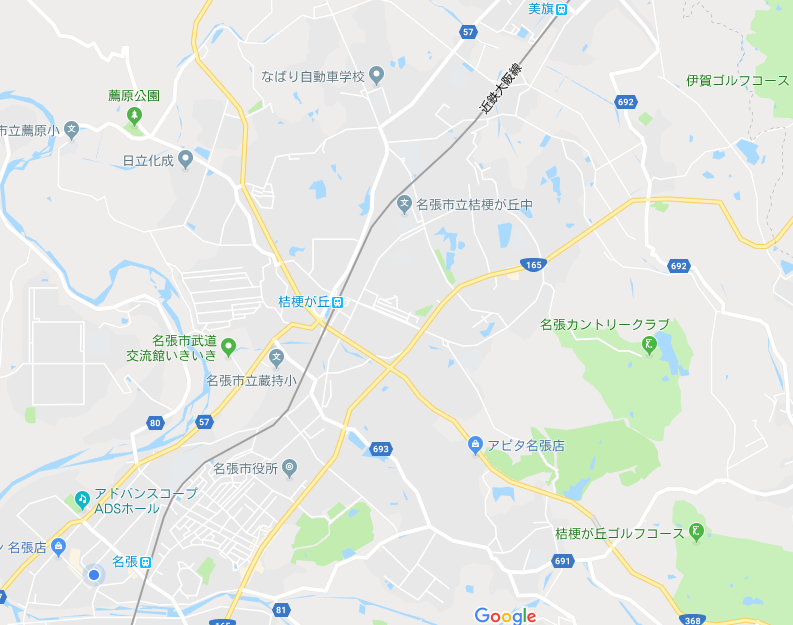 美旗
57
なばり自動車学校
近鉄大阪線
伊賀ゴルフコース
薦原公園
692
市立薦原小
日立化成
名張市立桔梗が丘中
165
692
桔梗が丘
名張カントリークラブ
名張市武道
交流館いきいき
名張市立蔵持小
80
57
693
アピタ名張店
名張市役所
アドバンスコープ
ADSホール
桔梗が丘ゴルフコース
ン 名張店
名張
691
81
Google
165
368